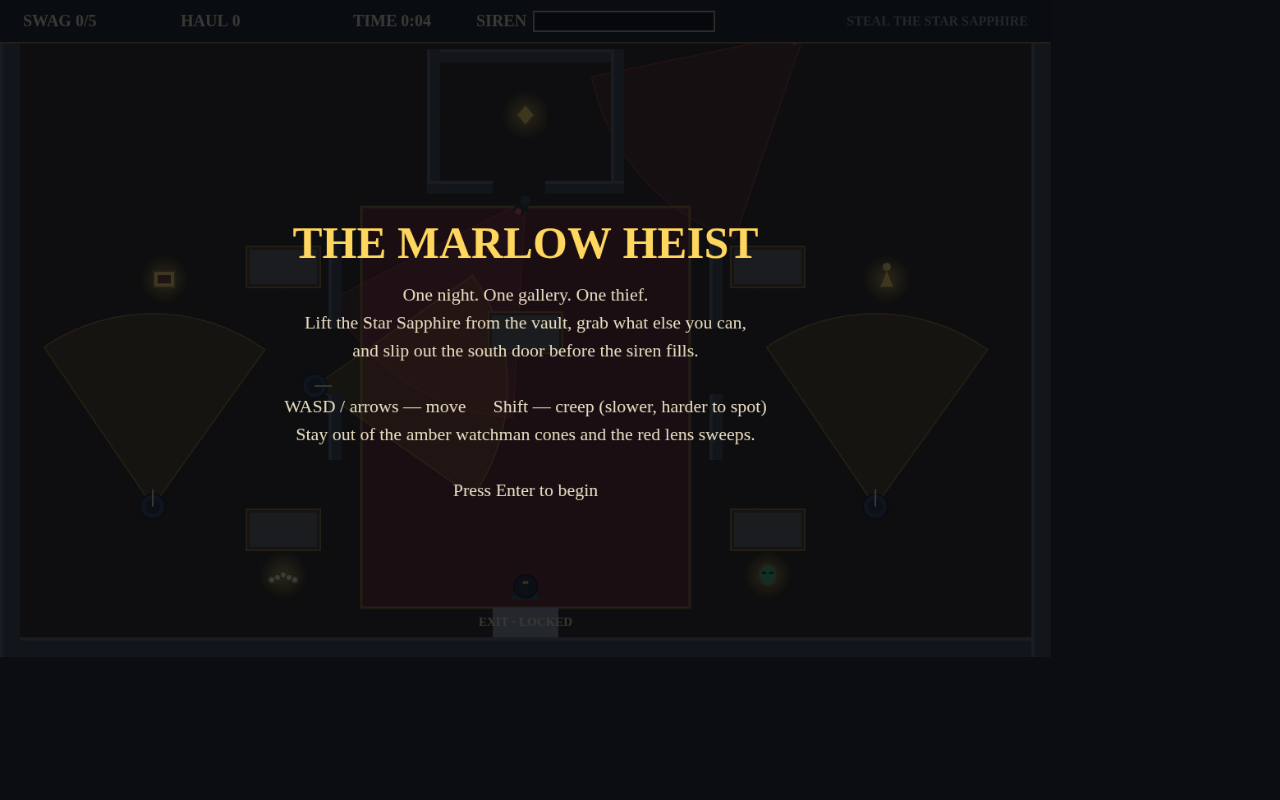 SWAG 0/5 HAUL 0 TIME 0:04 SIREN STEAL THE STAR SAPPHIRE
THE MARLOW HEIST
One night. One gallery. One thief.
Lift the Star Sapphire from the vault, grab what else you can,
and slip out the south door before the siren fills.
WASD / arrows — move Shift — creep (slower, harder to spot)
Stay out of the amber watchman cones and the red lens sweeps.
Press Enter to begin
EXIT - LOCKED